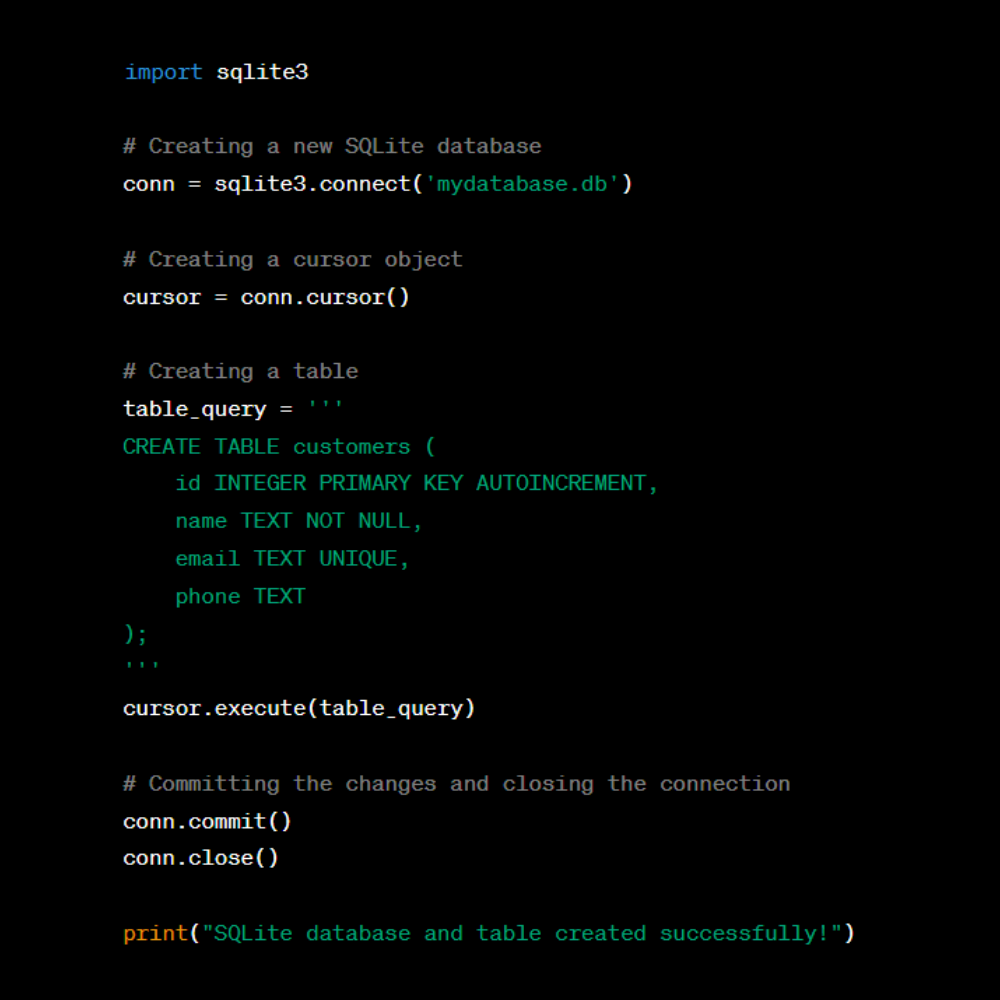 import sqlite3
# Creating a new SQLite database
conn = sqlite3.connect('mydatabase.db')
# Creating a cursor object
cursor = conn.cursor()
# Creating a table
table_query = '''
CREATE TABLE customers (
    id INTEGER PRIMARY KEY AUTOINCREMENT,
    name TEXT NOT NULL,
    email TEXT UNIQUE,
    phone TEXT
);
'''
cursor.execute(table_query)
# Committing the changes and closing the connection
conn.commit()
conn.close()
print("SQLite database and table created successfully!")